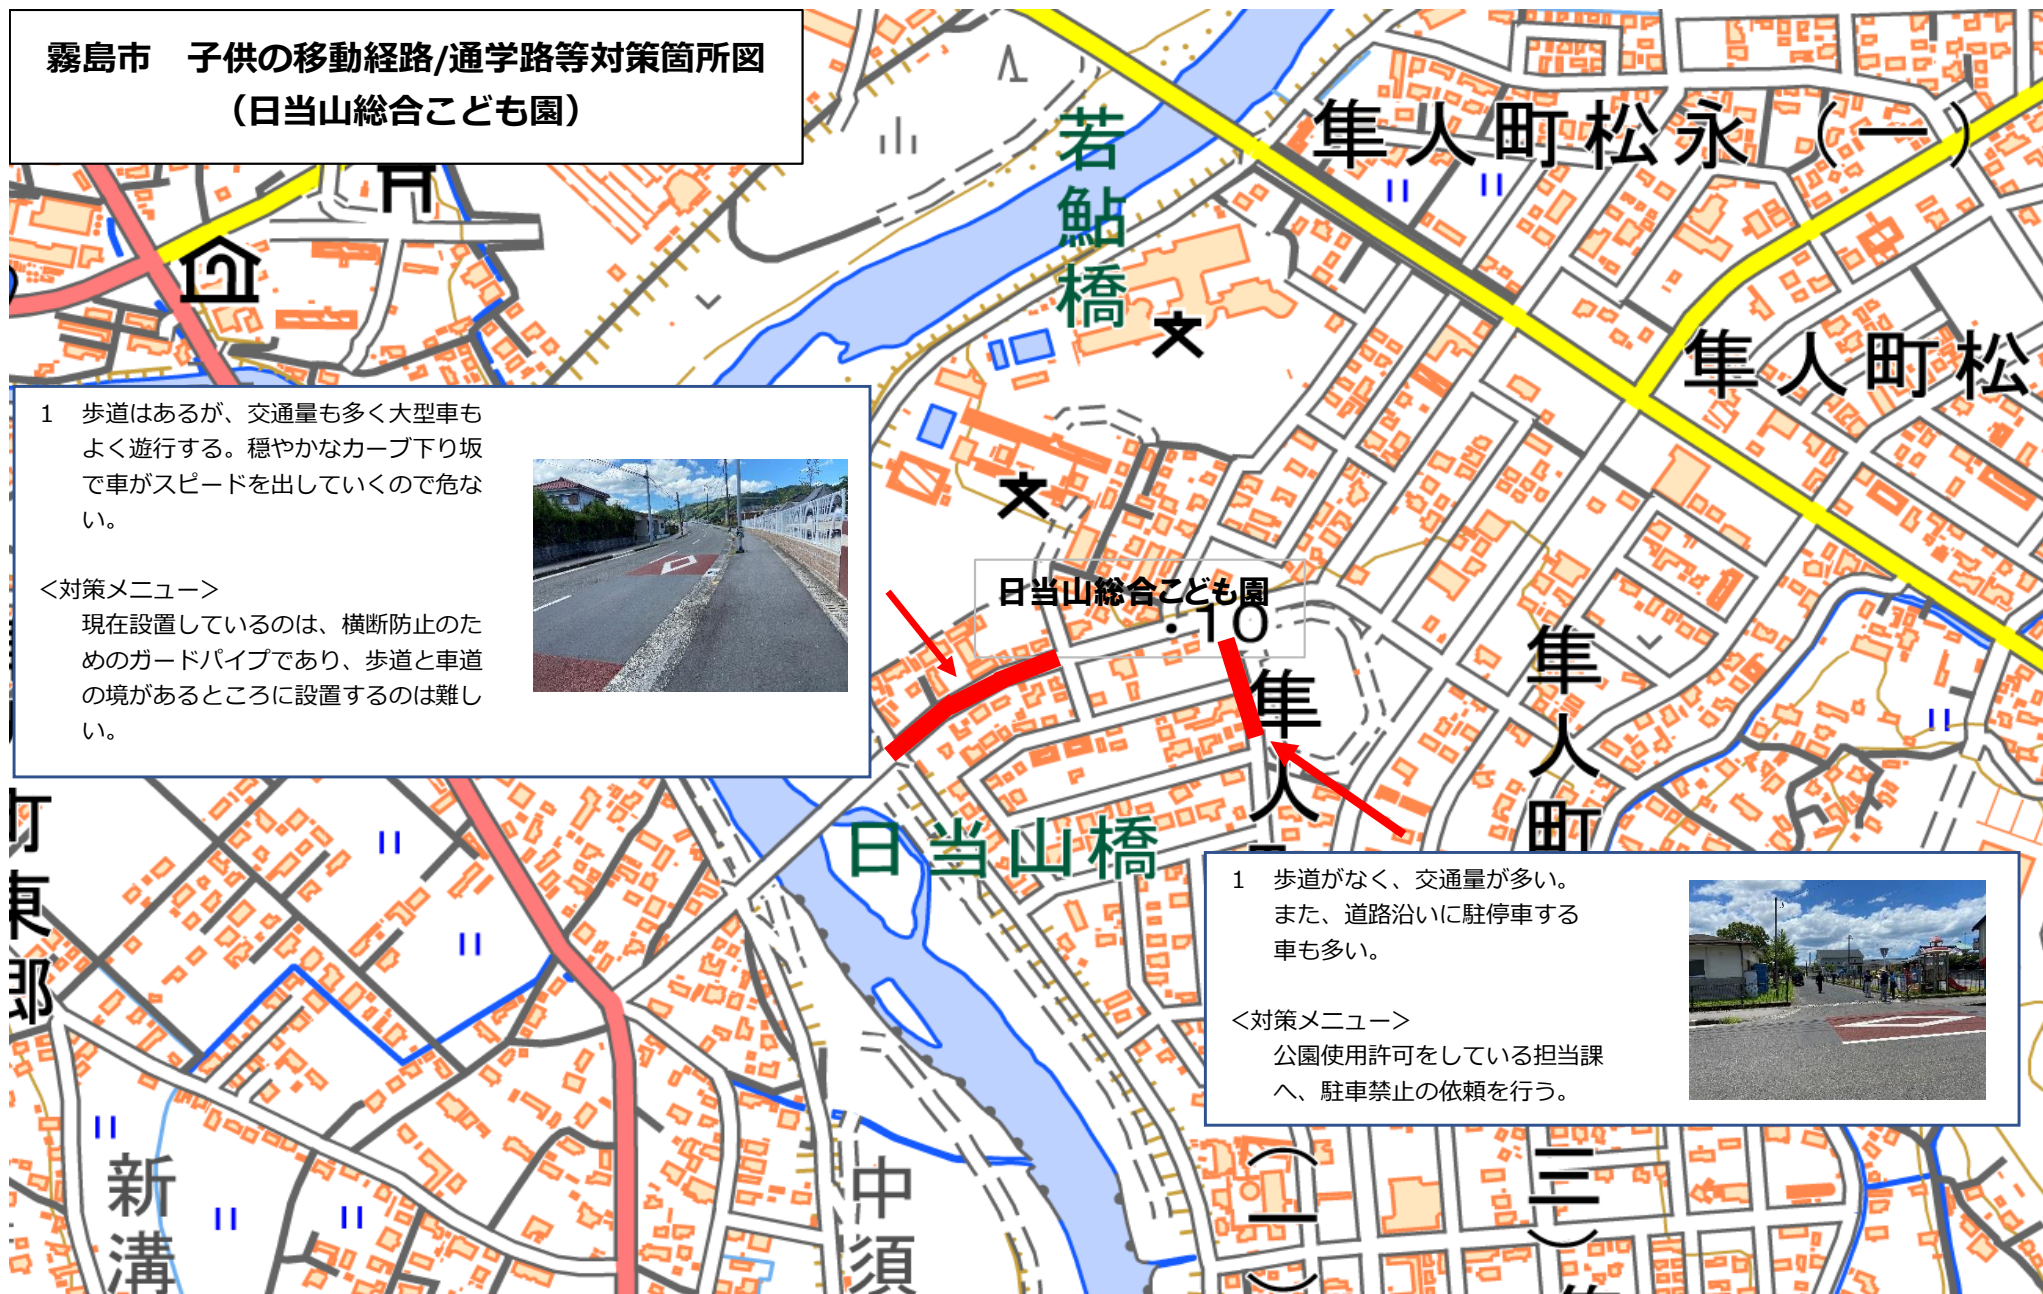 霧島市　子供の移動経路/通学路等対策箇所図
（日当山総合こども園）
若鮎橋
隼人町松永（一）
隼人町松
1　歩道はあるが、交通量も多く大型車も
よく遊行する。穏やかなカーブ下り坂
で車がスピードを出していくので危な
い。
＜対策メニュー＞
現在設置しているのは、横断防止のた
めのガードパイプであり、歩道と車道
の境があるところに設置するのは難し
い。
日当山総合こども園
・10
隼人
隼人町
日当山橋
町東郷
1　歩道がなく、交通量が多い。
また、道路沿いに駐停車する
車も多い。
＜対策メニュー＞
公園使用許可をしている担当課
へ、駐車禁止の依頼を行う。
新溝
中須
（一）
三）